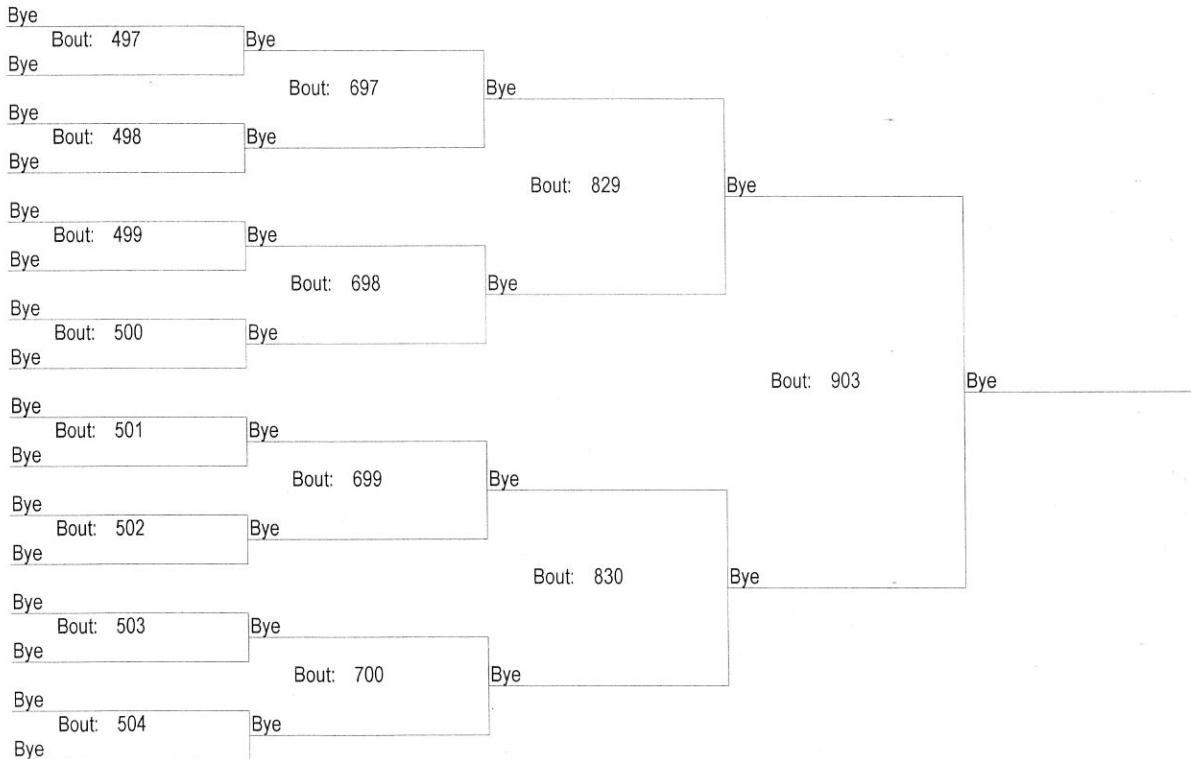 Bye
Bout: 497 Bye
Bye
Bout: 697 Bye
Bye
Bout: 498 Bye
Bye
Bout: 829 Bye
Bye
Bout: 499 Bye
Bye
Bout: 698 Bye
Bye
Bout: 500 Bye
Bye
Bout: 903 Bye
Bye
Bout: 501 Bye
Bye
Bout: 699 Bye
Bye
Bout: 502 Bye
Bye
Bout: 830 Bye
Bye
Bout: 503 Bye
Bye
Bout: 700 Bye
Bye
Bout: 504 Bye
Bye